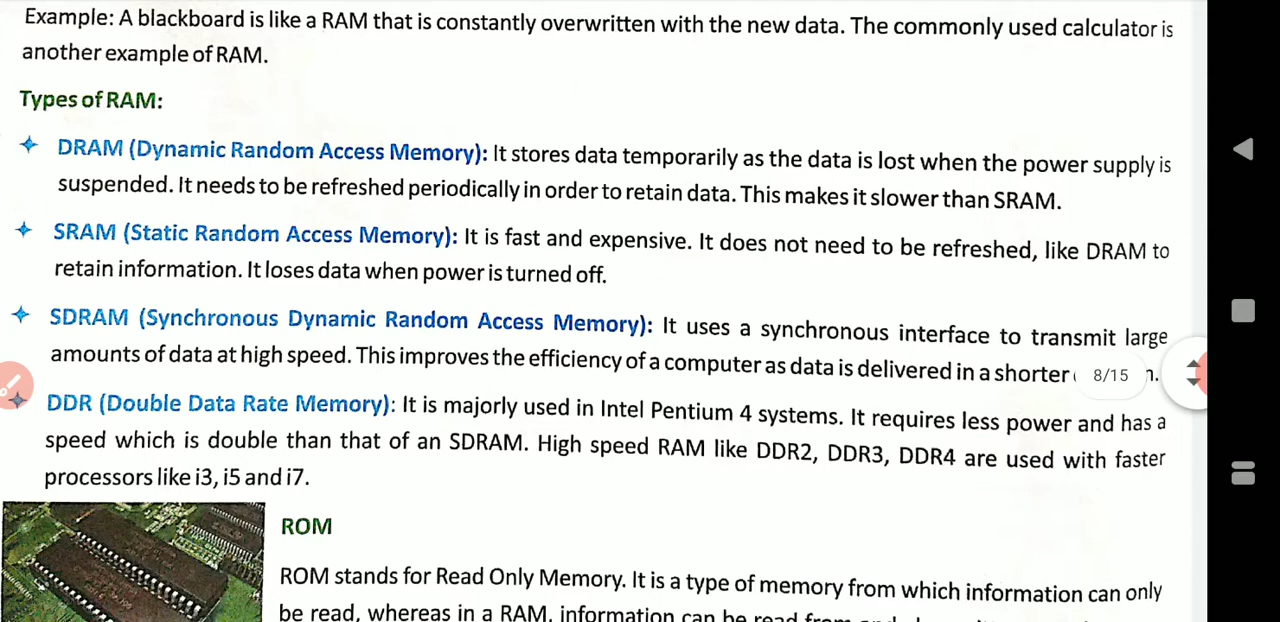 Example: A blackboard is like a RAM that is constantly overwritten with the new data. The commonly used calculator is
another example of RAM.
Types of RAM:
DRAM (Dynamic Random Access Memory): It stores data temporarily as the data is lost when the power supply is
suspended. It needs to be refreshed periodically in order to retain data. This makes it slower than SRAM.
SRAM (Static Random Access Memory): It is fast and expensive. It does not need to be refreshed, like DRAM to
retain information. It loses data when power is turned off.
SDRAM (Synchronous Dynamic Random Access Memory): It uses a synchronous interface to transmit large
amounts of data at high speed. This improves the efficiency of a computer as data is delivered in a shorter
8/15
DDR (Double Data Rate Memory): It is majorly used in Intel Pentium 4 systems. It requires less power and has a
speed which is double than that of an SDRAM. High speed RAM like DDR2, DDR3, DDR4 are used with faster
processors like i3, i5 and i7.
ROM
ROM stands for Read Only Memory. It is a type of memory from which information can only
be read, whereas in a RAM, information can be read from